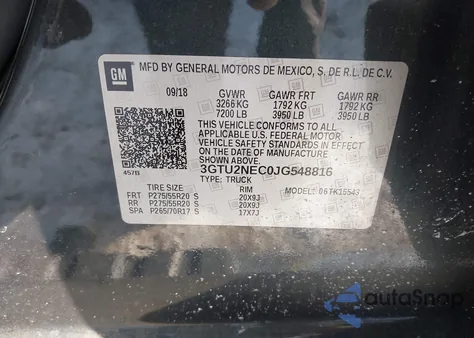 GM
MFD BY GENERAL MOTORS DE MEXICO, S. DE R.L. DE C.V.
09/18 GVWR GAWR FRT GAWR RR
3266 KG 1792 KG 1792 KG
7200 LB 3950 LB 3950 LB
THIS VEHICLE CONFORMS TO ALL APPLICABLE
U.S. FEDERAL MOTOR
VEHICLE SAFETY STANDARDS IN EFFECT
ON THE DATE OF MANUFACTURE SHOWN ABOVE.
3GTU2NEC0JG548816
457B TYPE: TRUCK
TIRE SIZE RIM MODEL: 06TK15543
FRT P275/55R20 S 20X9J
RR P275/55R20 S 20X9J
SPA P265/70R17 S 17X7J
autoSnap